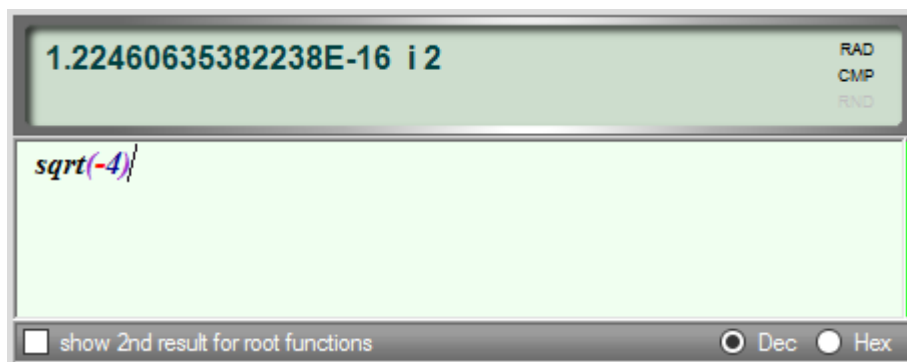 1.22460635382238E-16 i 2
RAD
CMP
RND
sqrt(-4)
show 2nd result for root functions
Dec Hex